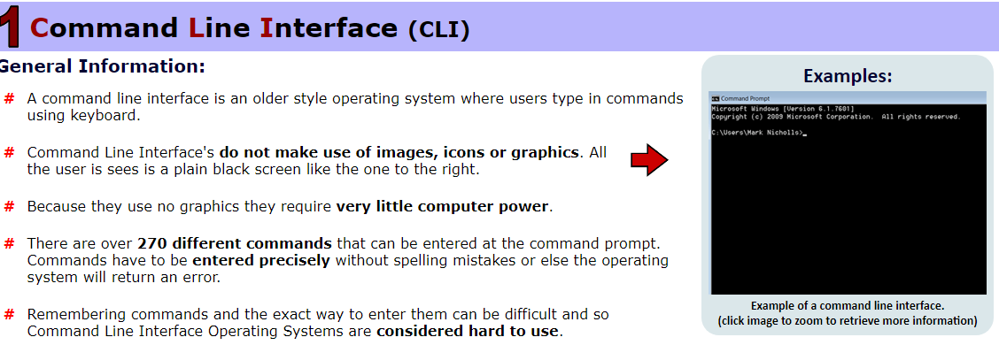 1 Command Line Interface (CLI)
General Information:
# A command line interface is an older style operating system where users type in commands
using keyboard.
# Command Line Interface's do not make use of images, icons or graphics. All
the user is sees is a plain black screen like the one to the right.
# Because they use no graphics they require very little computer power.
# There are over 270 different commands that can be entered at the command prompt.
Commands have to be entered precisely without spelling mistakes or else the operating
system will return an error.
# Remembering commands and the exact way to enter them can be difficult and so
Command Line Interface Operating Systems are considered hard to use.
Examples:
Command Prompt
Microsoft Windows [Version 6.1.7601]
Copyright (c) 2009 Microsoft Corporation. All rights reserved.
C:\Users\Mark Nicholls>_
Example of a command line interface.
(click image to zoom to retrieve more information)